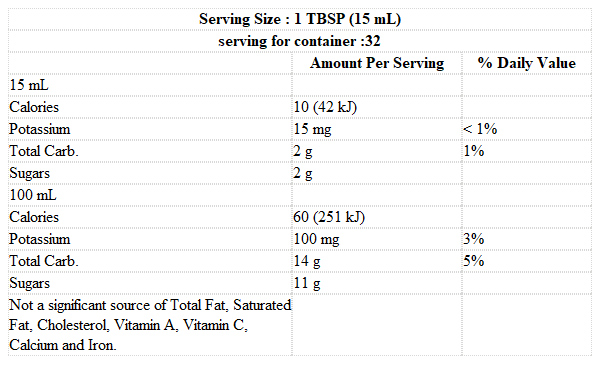 Serving Size : 1 TBSP (15 mL)
serving for container :32
Amount Per Serving % Daily Value
15 mL
Calories 10 (42 kJ)
Potassium 15 mg < 1%
Total Carb. 2 g 1%
Sugars 2 g
100 mL
Calories 60 (251 kJ)
Potassium 100 mg 3%
Total Carb. 14 g 5%
Sugars 11 g
Not a significant source of Total Fat, Saturated
Fat, Cholesterol, Vitamin A, Vitamin C,
Calcium and Iron.